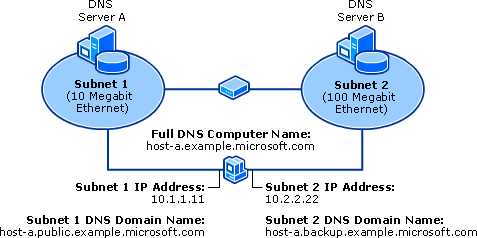 DNS
Server A
DNS
Server B
Subnet 1
(10 Megabit
Ethernet)
Subnet 2
(100 Megabit
Ethernet)
Full DNS Computer Name:
host-a.example.microsoft.com
Subnet 1 IP Address:
10.1.1.11
Subnet 2 IP Address:
10.2.2.22
Subnet 1 DNS Domain Name:
host-a.public.example.microsoft.com
Subnet 2 DNS Domain Name:
host-a.backup.example.microsoft.com